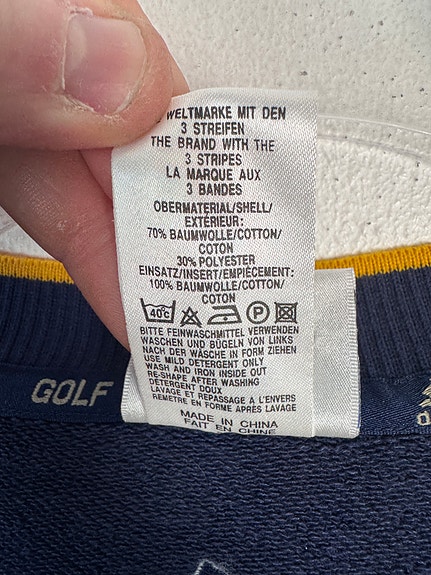 WELTMARKE MIT DEN
3 STREIFEN
THE BRAND WITH THE
3 STRIPES
LA MARQUE AUX
3 BANDES
OBERMATERIAL/SHELL/
EXTÉRIEUR:
70% BAUMWOLLE/COTTON/
COTON
30% POLYESTER
EINSATZ/INSERT/EMPIÈCEMENT:
100% BAUMWOLLE/COTTON/
COTON
40°C P
BITTE FEINWASCHMITTEL VERWENDEN
WASCHEN UND BÜGELN VON LINKS
NACH DER WÄSCHE IN FORM ZIEHEN
USE MILD DETERGENT ONLY
WASH AND IRON INSIDE OUT
RE-SHAPE AFTER WASHING
DETERGENT DOUX
LAVAGE ET REPASSAGE A L'ENVERS
REMETRE EN FORME APRÉS LAVAGE
MADE IN CHINA
FAIT EN CHINE
GOLF